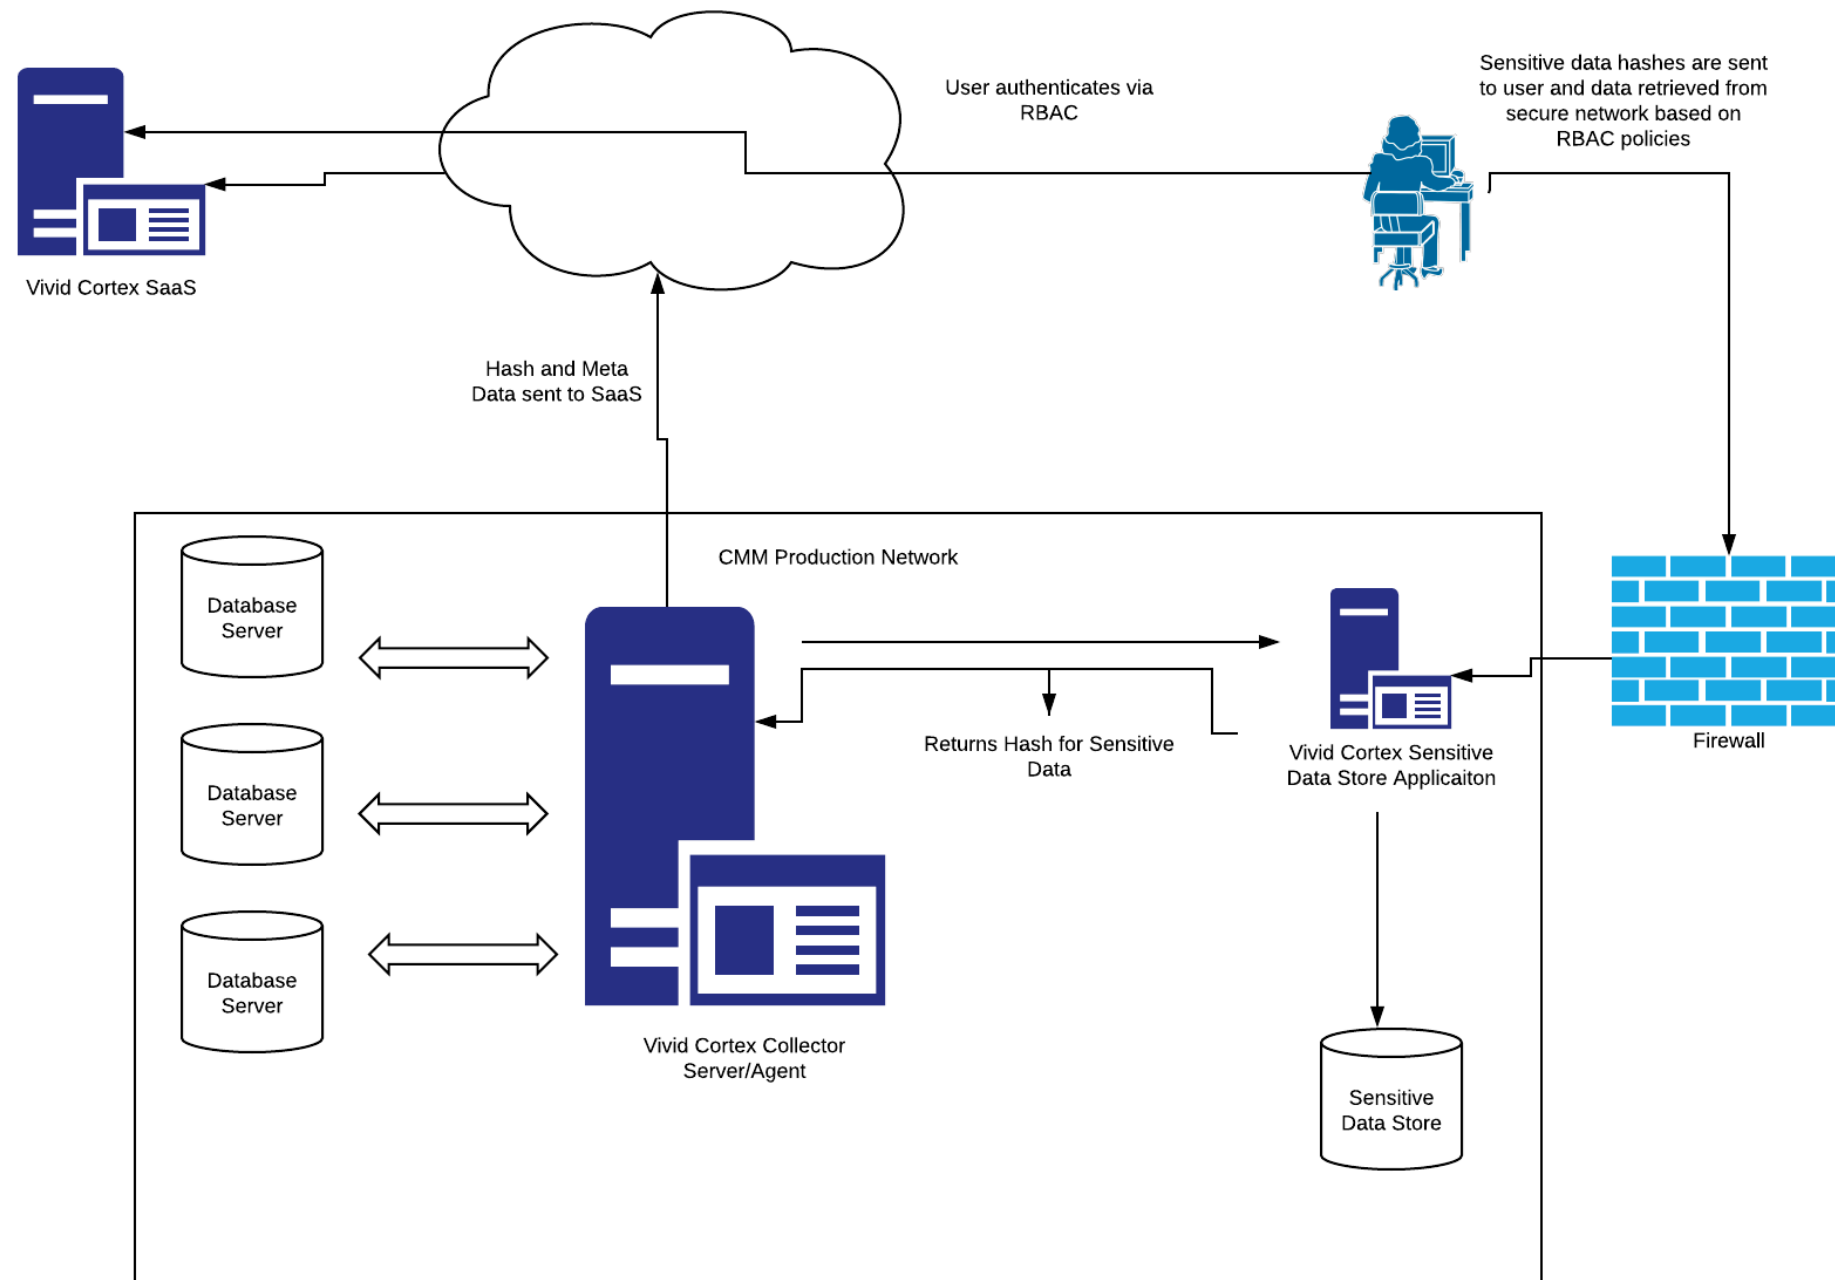 Sensitive data hashes are sent
to user and data retrieved from
secure network based on
RBAC policies
User authenticates via
RBAC
Vivid Cortex SaaS
Hash and Meta
Data sent to SaaS
CMM Production Network
Database
Server
Database
Server
Database
Server
Returns Hash for Sensitive
Data
Vivid Cortex Sensitive
Data Store Applicaiton
Firewall
Vivid Cortex Collector
Server/Agent
Sensitive
Data Store